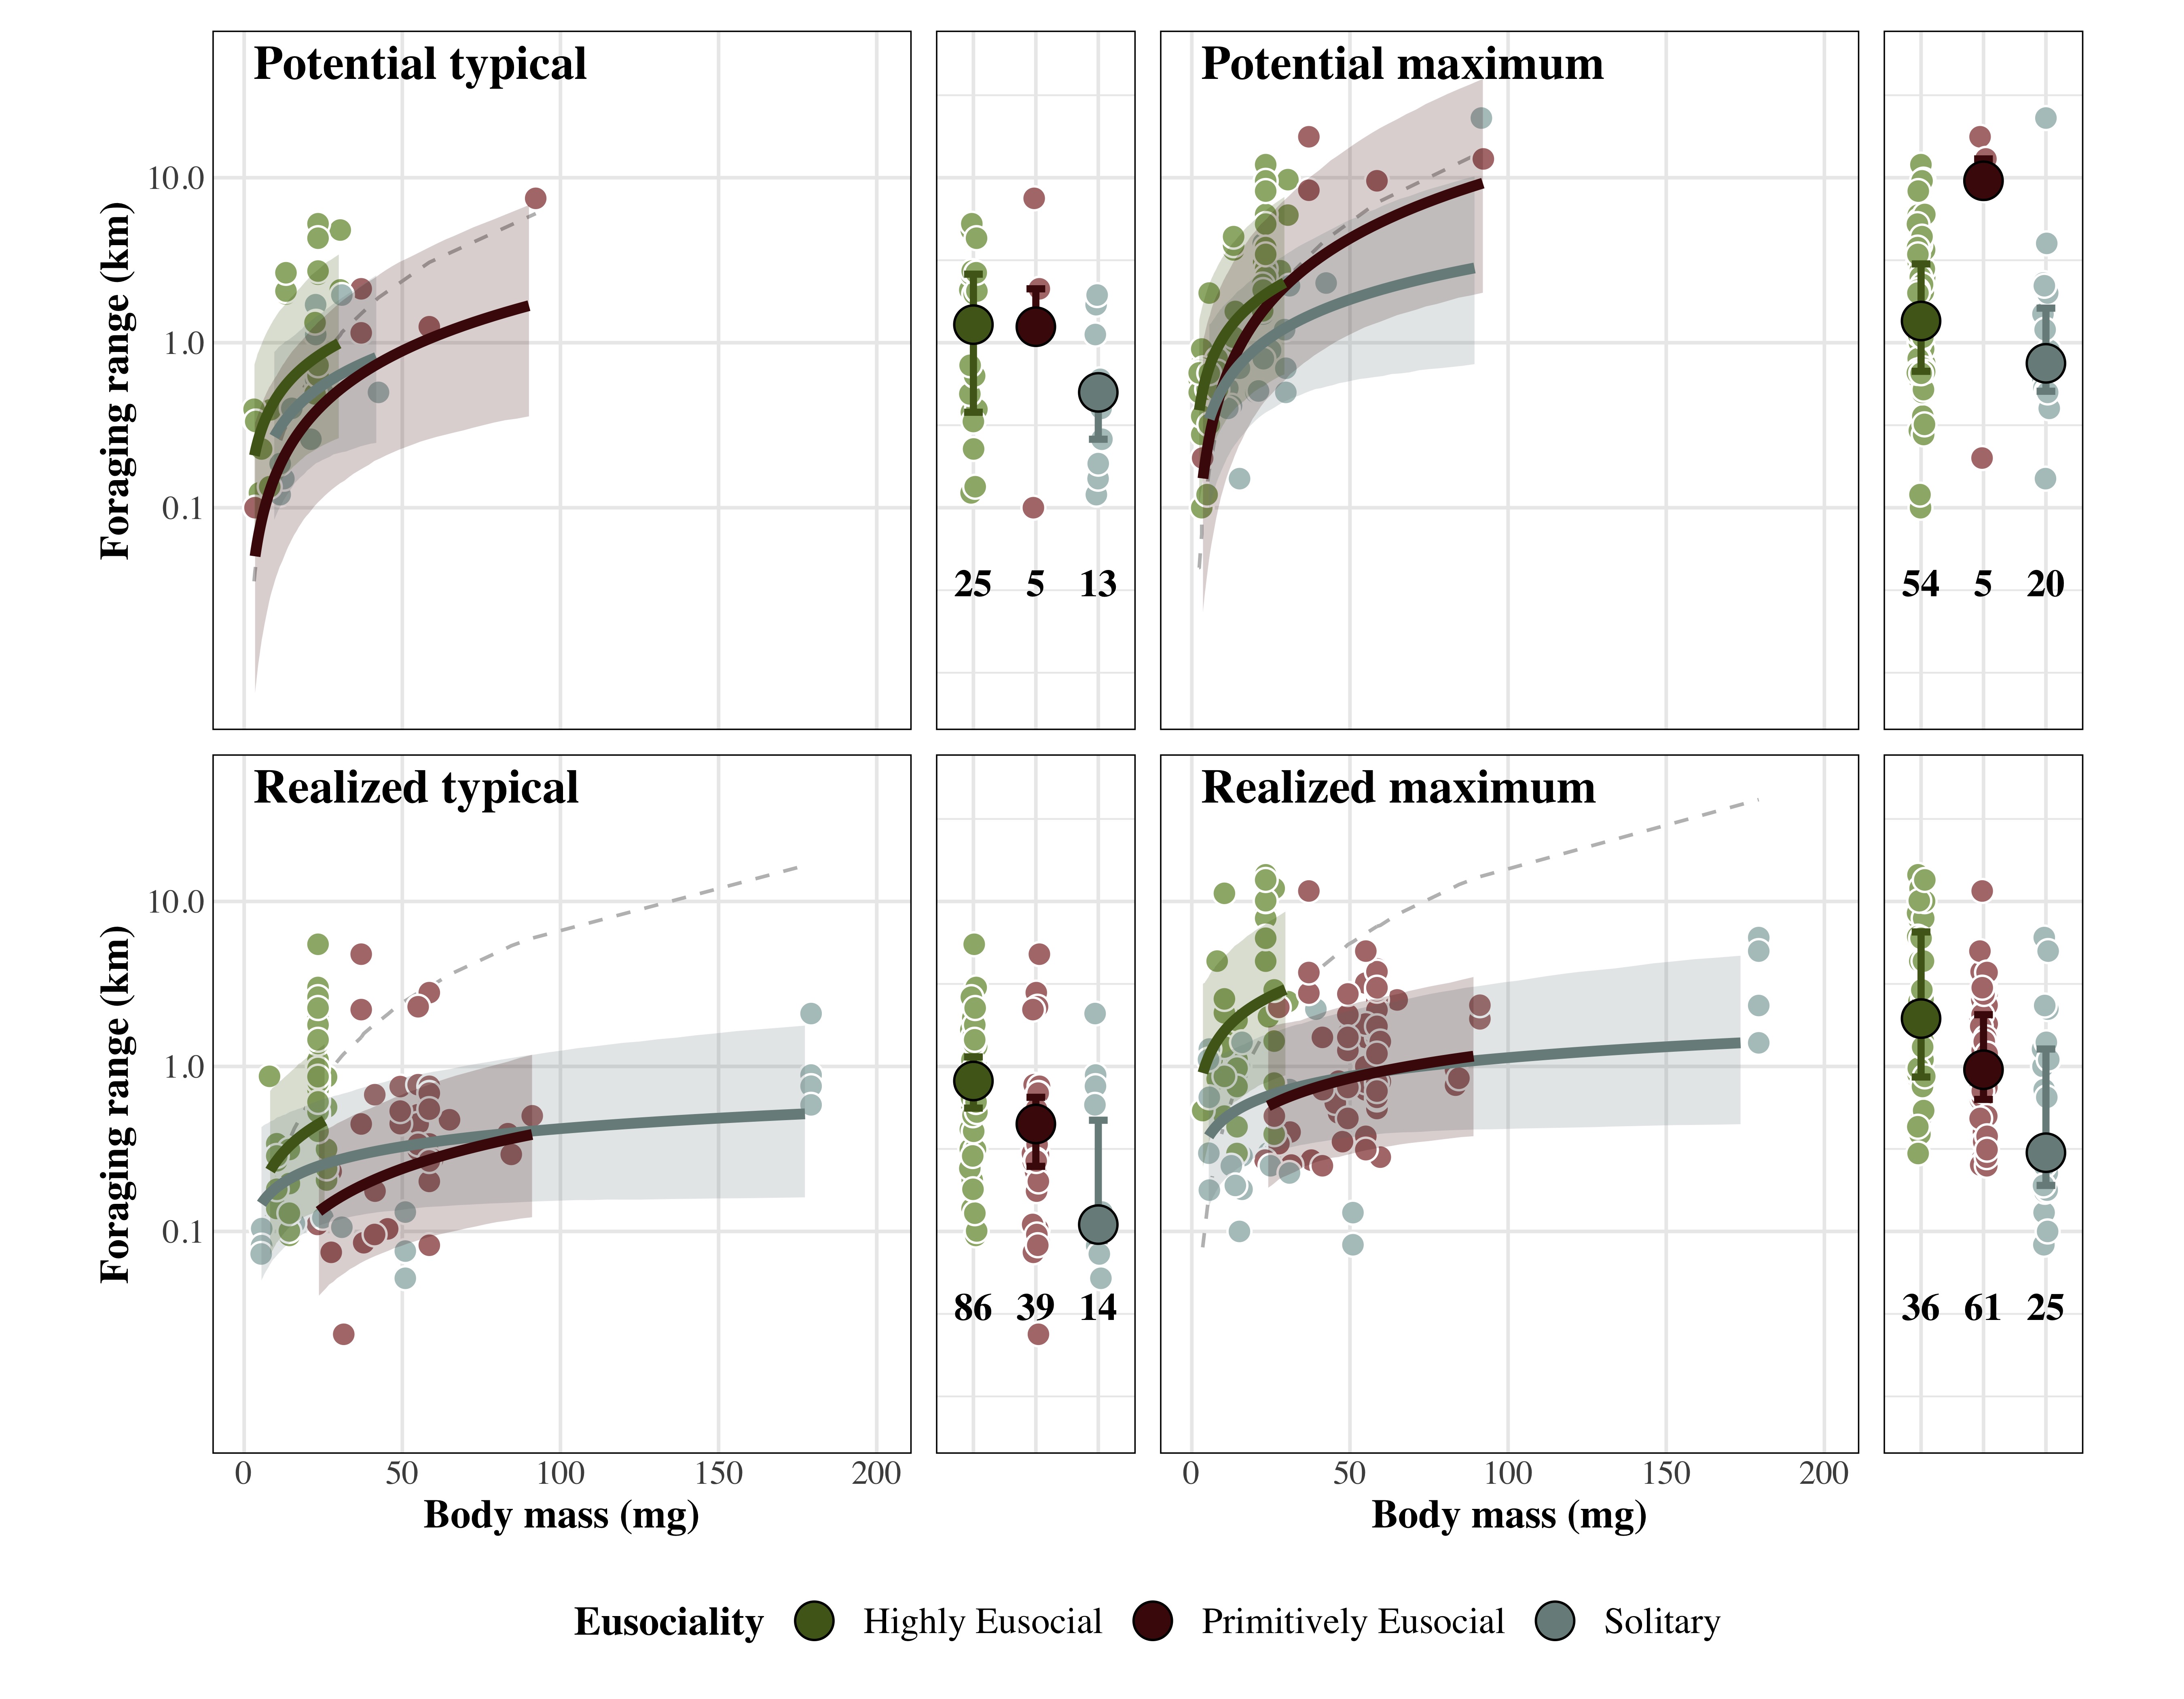 Potential typical
Potential maximum
Foraging range (km)
10.0
1.0
0.1
25 5 13
54 5 20
Realized typical
Realized maximum
Foraging range (km)
10.0
1.0
0.1
86 39 14
36 61 25
0 50 100 150 200
0 50 100 150 200
Body mass (mg)
Body mass (mg)
Eusociality Highly Eusocial Primitively Eusocial Solitary